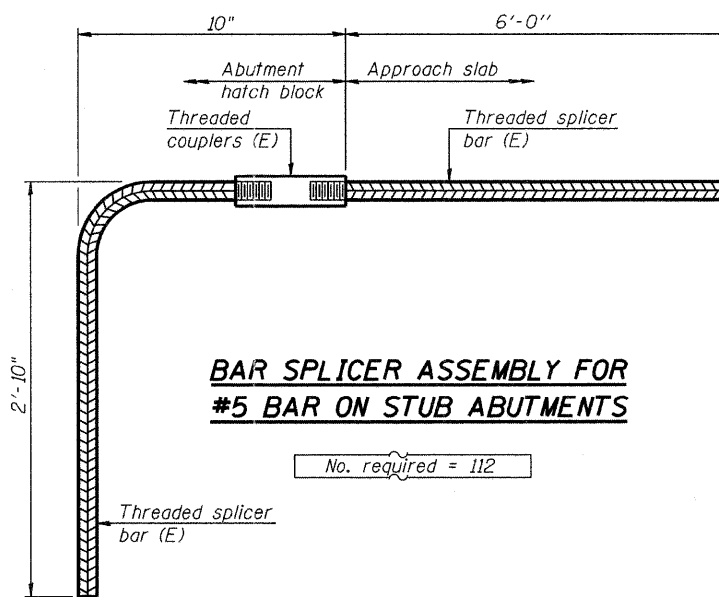 10"
6'-0"
Abutment
hatch block
Approach slab
Threaded
couplers (E)
Threaded splicer
bar (E)
2'-10"
BAR SPLICER ASSEMBLY FOR
#5 BAR ON STUB ABUTMENTS
No. required = 112
Threaded splicer
bar (E)